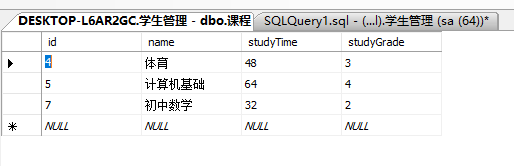 DESKTOP-L6AR2GC.学生管理 - dbo.课程 SQLQuery1.sql - (...l).学生管理 (sa (64))*
id name studyTime studyGrade
4 体育 48 3
5 计算机基础 64 4
7 初中数学 32 2
NULL NULL NULL NULL